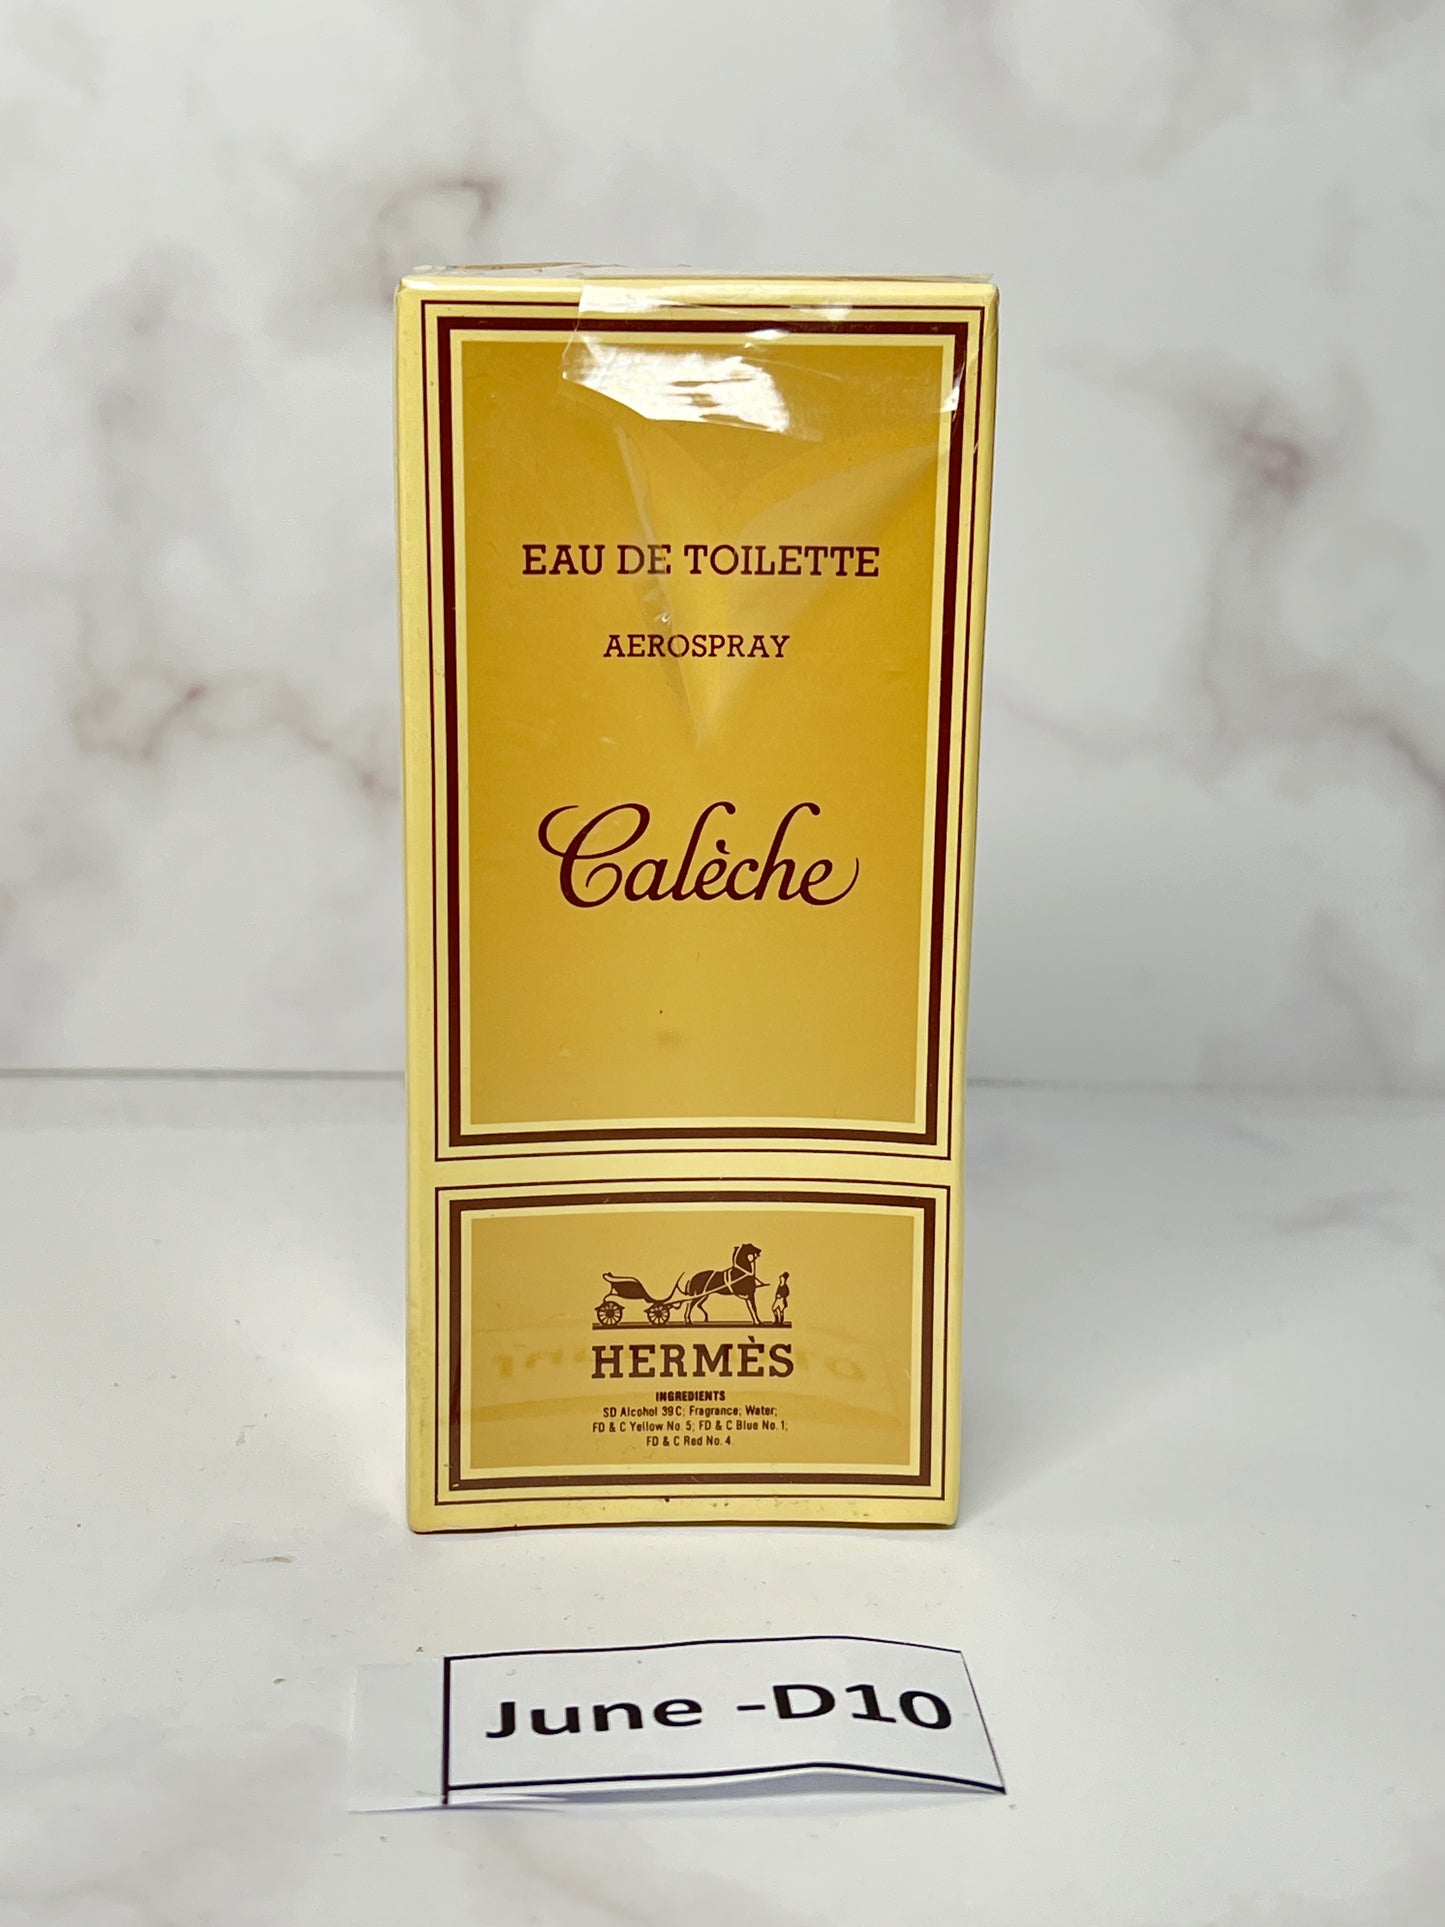 EAU DE TOILETTE
AEROSPRAY
Calèche
HERMÈS
INGREDIENTS
SD Alcohol 39C; Fragrance; Water;
FD & C Yellow No. 5; FD & C Blue No. 1;
FD & C Red No. 4
June -D10